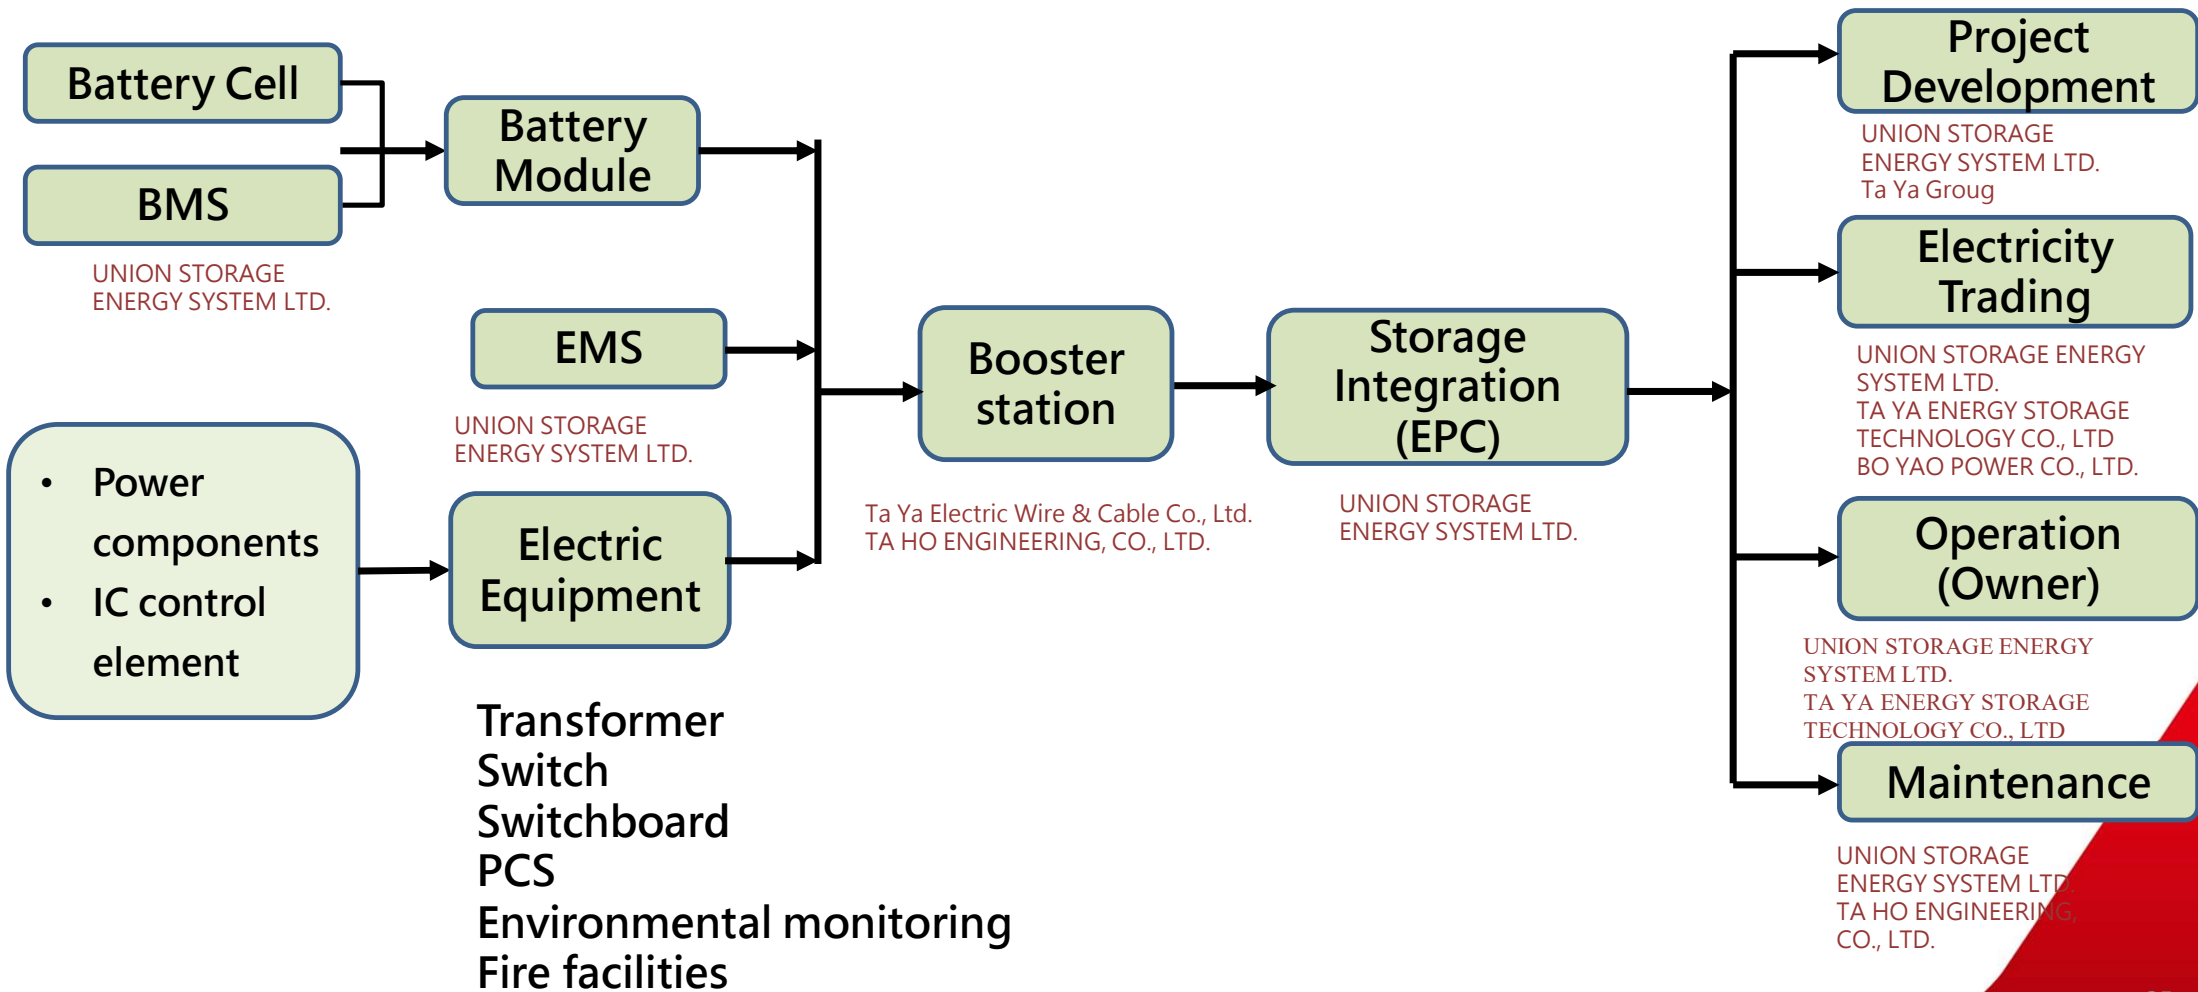 Battery Cell
BMS
UNION STORAGE
ENERGY SYSTEM LTD.
Battery
Module
EMS
UNION STORAGE
ENERGY SYSTEM LTD.
• Power
components
• IC control
element
Electric
Equipment
Transformer
Switch
Switchboard
PCS
Environmental monitoring
Fire facilities
Booster
station
Ta Ya Electric Wire & Cable Co., Ltd.
TA HO ENGINEERING, CO., LTD.
Storage
Integration
(EPC)
UNION STORAGE
ENERGY SYSTEM LTD.
Project
Development
UNION STORAGE
ENERGY SYSTEM LTD.
Ta Ya Groug
Electricity
Trading
UNION STORAGE ENERGY
SYSTEM LTD.
TA YA ENERGY STORAGE
TECHNOLOGY CO., LTD
BO YAO POWER CO., LTD.
Operation
(Owner)
UNION STORAGE ENERGY
SYSTEM LTD.
TA YA ENERGY STORAGE
TECHNOLOGY CO., LTD
Maintenance
UNION STORAGE
ENERGY SYSTEM LTD.
TA HO ENGINEERING,
CO., LTD.